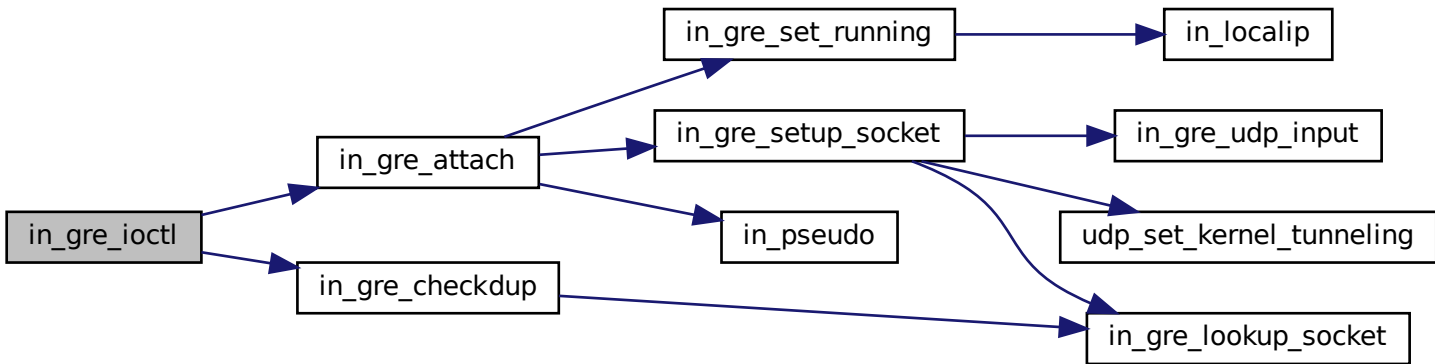 in_gre_set_running
in_localip
in_gre_setup_socket
in_gre_udp_input
in_gre_attach
in_gre_ioctl
in_pseudo
udp_set_kernel_tunneling
in_gre_checkdup
in_gre_lookup_socket